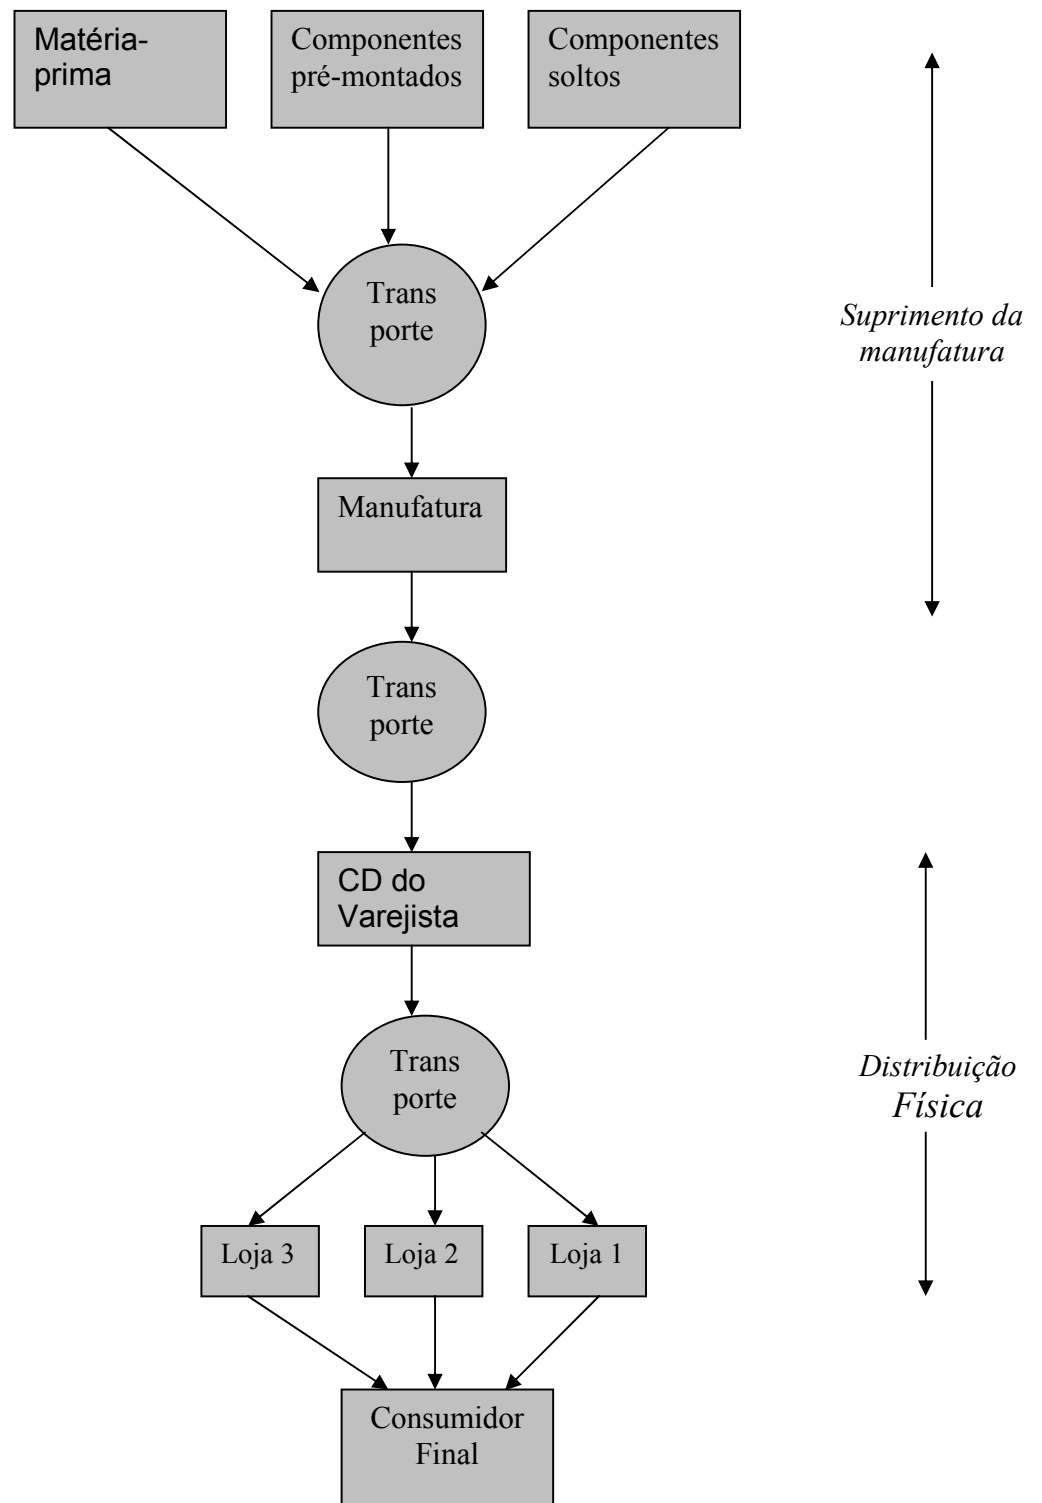 Matéria-
prima
Componentes
pré-montados
Componentes
soltos
Trans
porte
Suprimento da
manufatura
Manufatura
Trans
porte
CD do
Varejista
Trans
porte
Distribuição
Física
Loja 3
Loja 2
Loja 1
Consumidor
Final